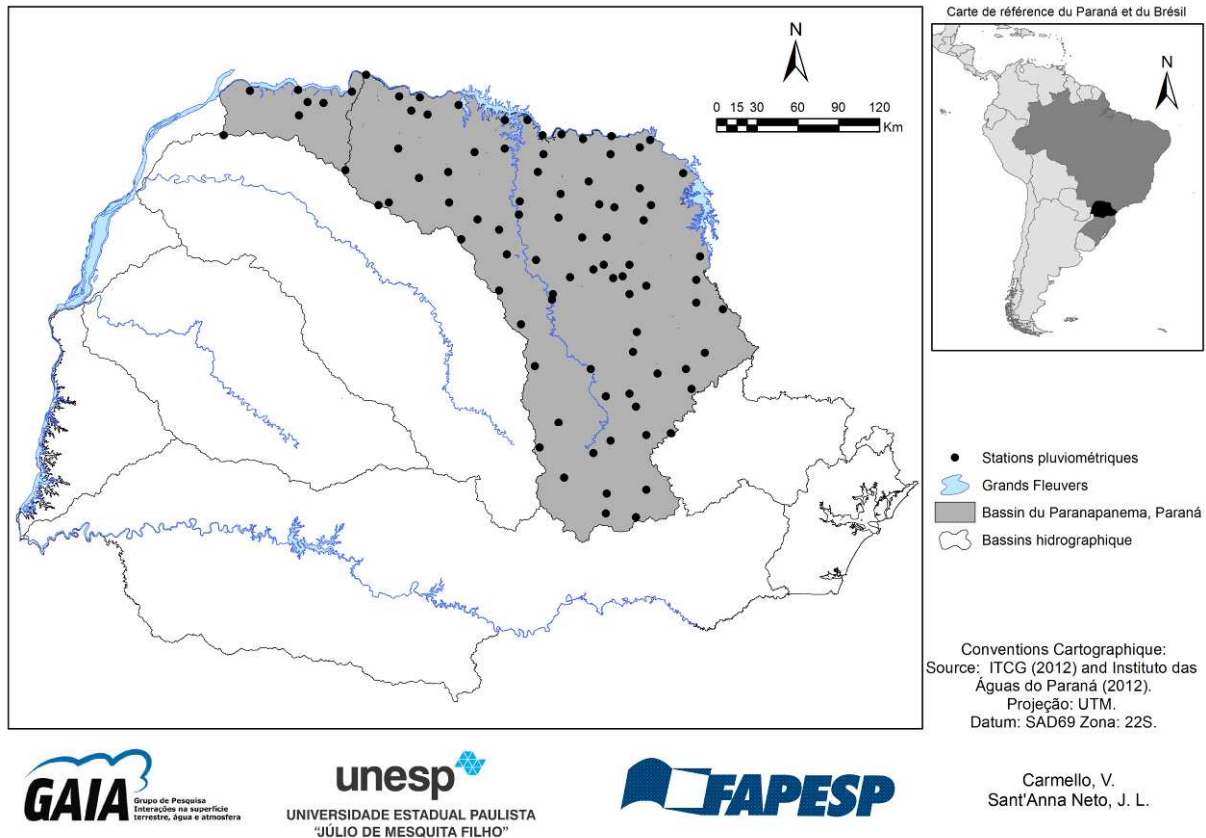 Carte de référence du Paraná et du Brésil
N
N
0 15 30 60 90 120
Km
Stations pluviométriques
Grands Fleuvers
Bassin du Paranapanema, Paraná
Bassins hidrographique
Conventions Cartographique:
Source: ITCG (2012) and Instituto das
Águas do Paraná (2012).
Projeção: UTM.
Datum: SAD69 Zona: 22S.
GAIA
Grupo de Pesquisa
Interações na superfície
terrestre, água e atmosfera
unesp
UNIVERSIDADE ESTADUAL PAULISTA
"JÚLIO DE MESQUITA FILHO"
FAPESP
Carmello, V.
Sant'Anna Neto, J. L.